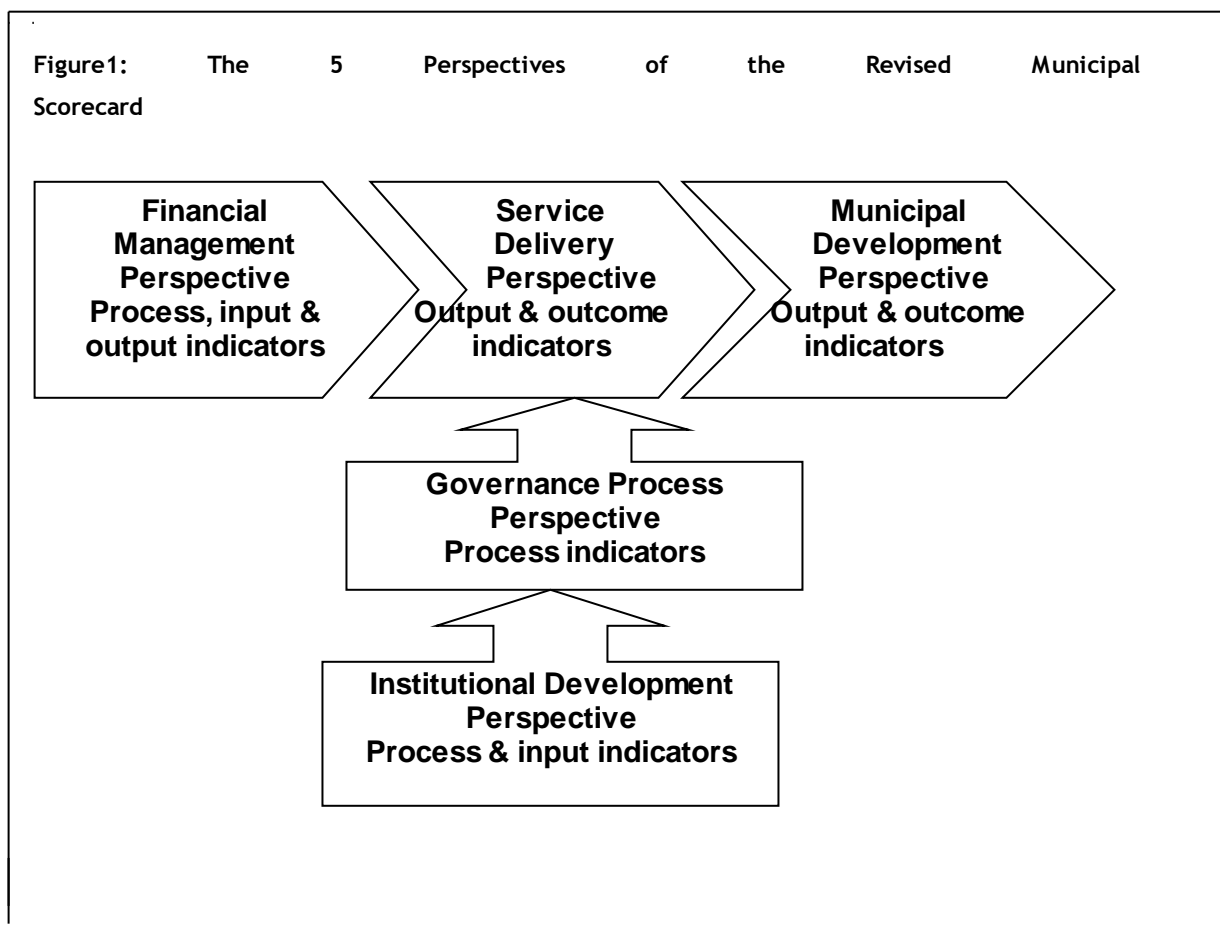 Figure1: The 5 Perspectives of the Revised Municipal
Scorecard
Financial
Management
Perspective
Process, input &
output indicators
Service
Delivery
Perspective
Output & outcome
indicators
Municipal
Development
Perspective
Output & outcome
indicators
Governance Process
Perspective
Process indicators
Institutional Development
Perspective
Process & input indicators